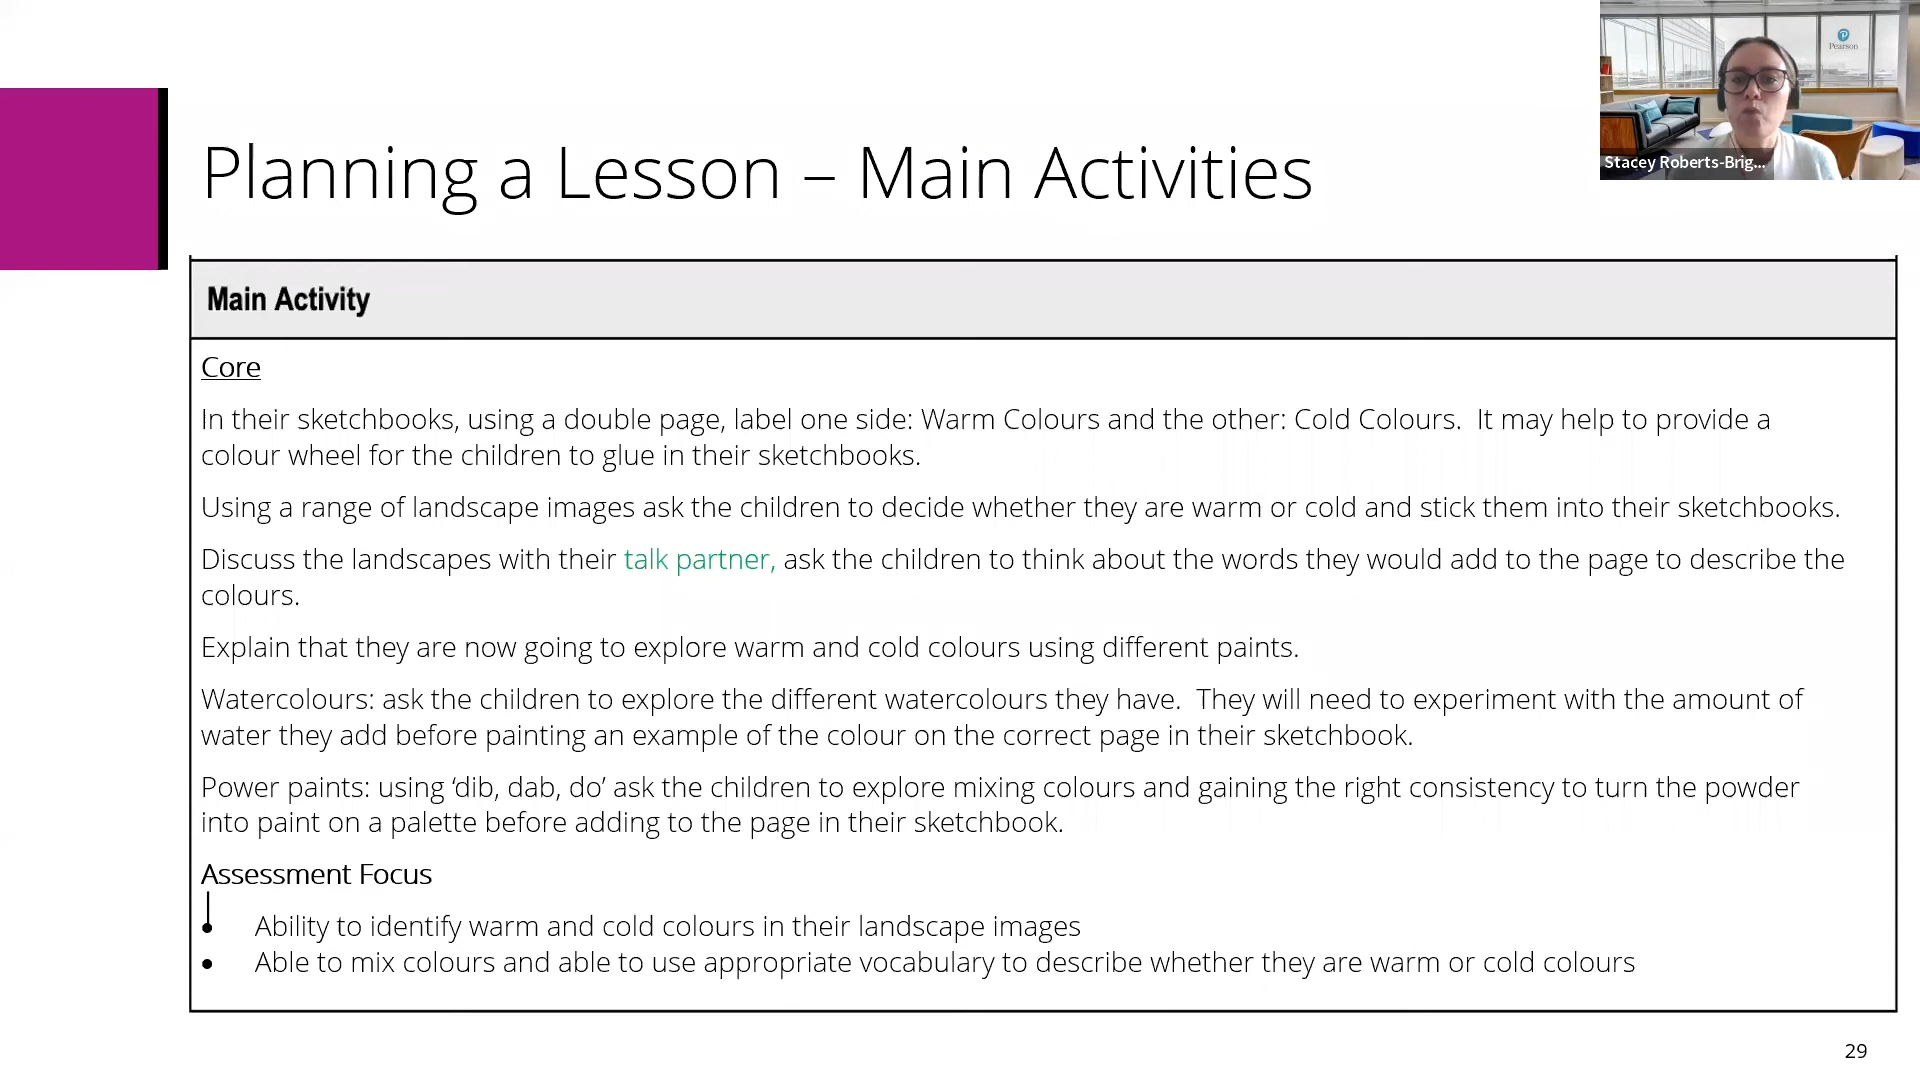 Pearson
Stacey Roberts-Brig...
Planning a Lesson – Main Activities
Main Activity
Core
In their sketchbooks, using a double page, label one side: Warm Colours and the other: Cold Colours.  It may help to provide a
colour wheel for the children to glue in their sketchbooks.
Using a range of landscape images ask the children to decide whether they are warm or cold and stick them into their sketchbooks.
Discuss the landscapes with their talk partner, ask the children to think about the words they would add to the page to describe the
colours.
Explain that they are now going to explore warm and cold colours using different paints.
Watercolours: ask the children to explore the different watercolours they have.  They will need to experiment with the amount of
water they add before painting an example of the colour on the correct page in their sketchbook.
Power paints: using ‘dib, dab, do’ ask the children to explore mixing colours and gaining the right consistency to turn the powder
into paint on a palette before adding to the page in their sketchbook.
Assessment Focus
• Ability to identify warm and cold colours in their landscape images
• Able to mix colours and able to use appropriate vocabulary to describe whether they are warm or cold colours
29